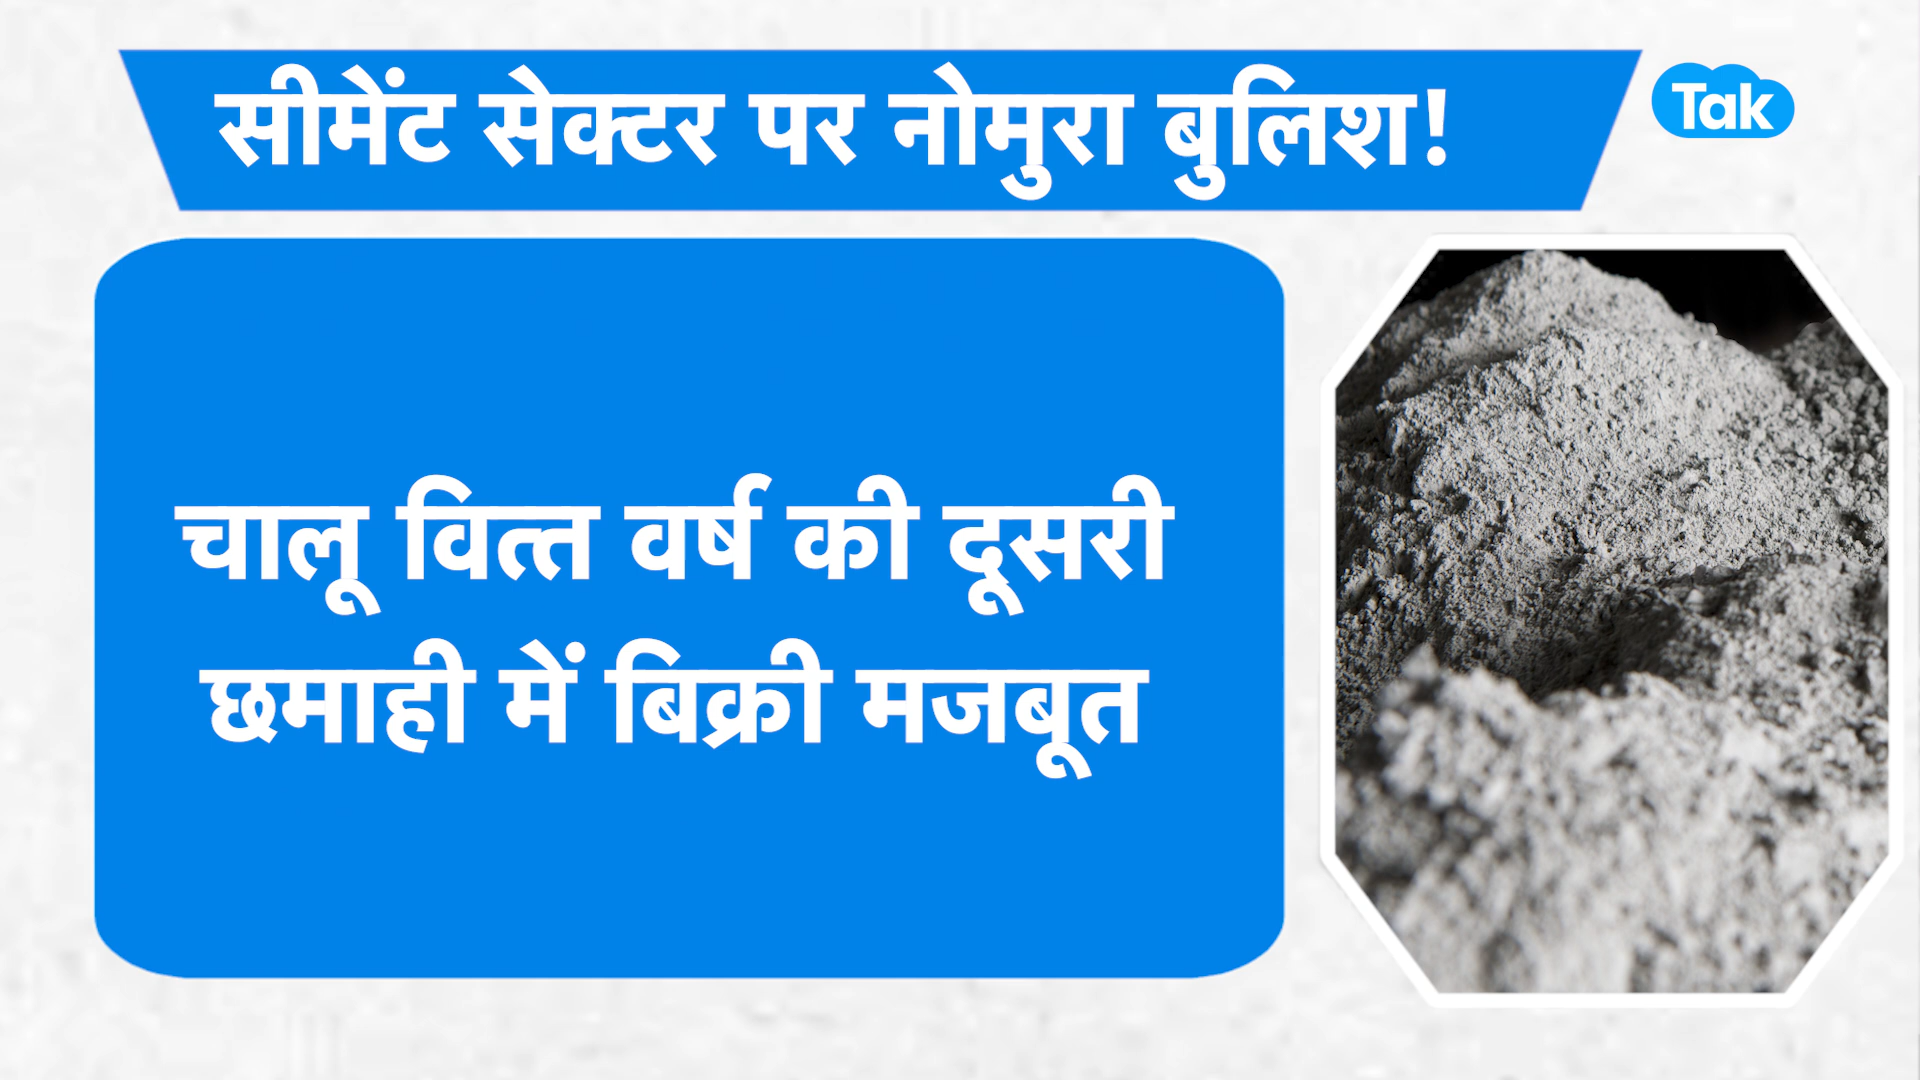 सीमेंट सेक्टर पर नोमुरा बुलिश!
Tak
चालू वित्त वर्ष की दूसरी
छमाही में बिक्री मजबूत